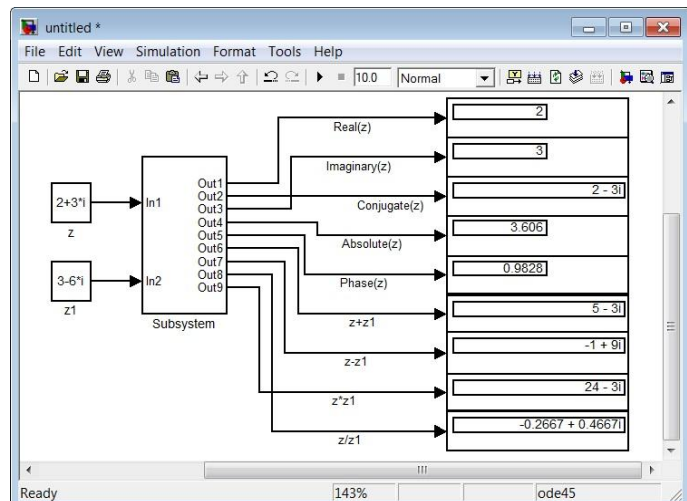 untitled *
File Edit View Simulation Format Tools Help
10.0 Normal
Real(z) 2
Imaginary(z) 3
Conjugate(z) 2 - 3i
Absolute(z) 3.606
Phase(z) 0.9828
z+z1 5 - 3i
z-z1 -1 + 9i
z*z1 24 - 3i
z/z1 -0.2667 + 0.4667i
2+3*i
z
3-6*i
z1
In1
In2
Out1
Out2
Out3
Out4
Out5
Out6
Out7
Out8
Out9
Subsystem
Ready 143% ode45